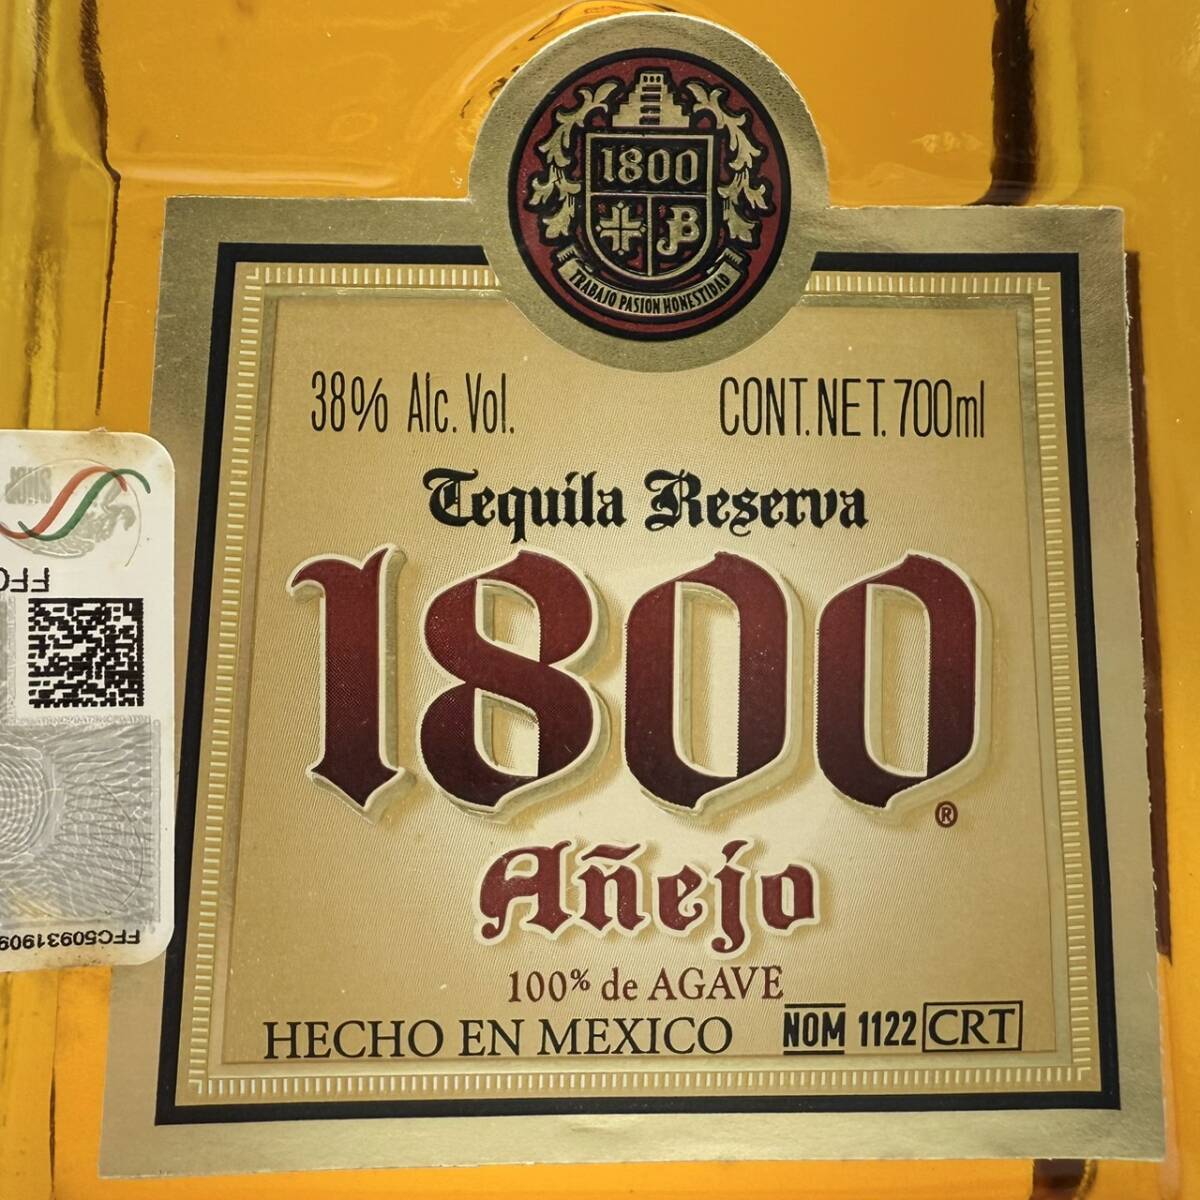 1800
JB
TRABAJO PASION HONESTIDAD
38% Alc. Vol.
CONT. NET. 700ml
Tequila Reserva
1800®
Añejo
100% de AGAVE
HECHO EN MEXICO
NOM 1122 CRT